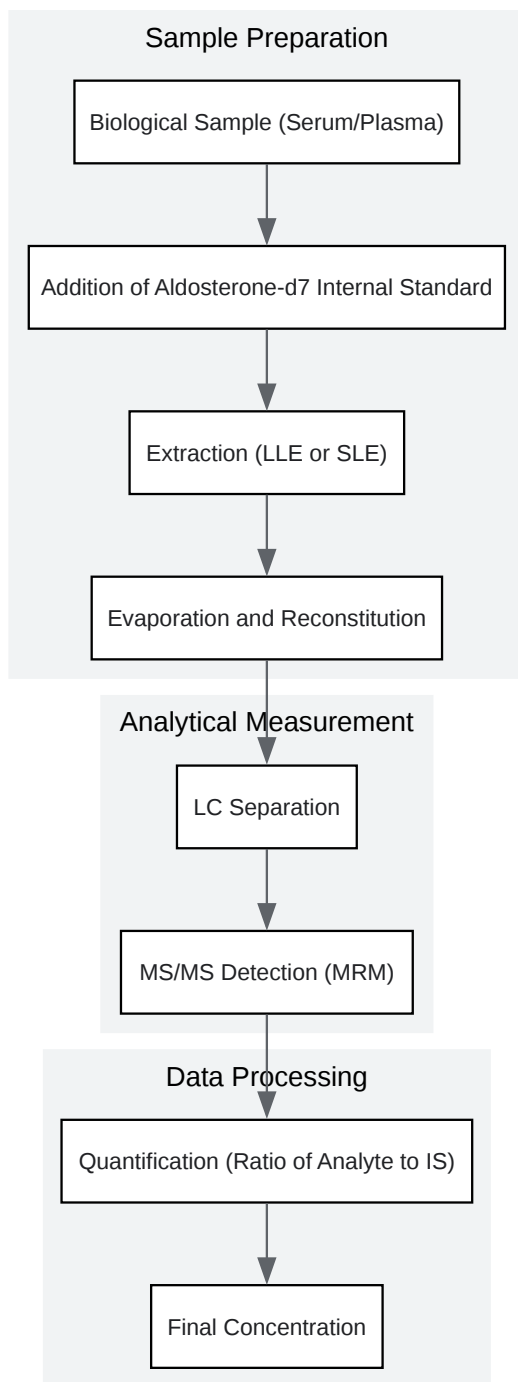 Sample Preparation
Biological Sample (Serum/Plasma)
Addition of Aldosterone-d7 Internal Standard
Extraction (LLE or SLE)
Evaporation and Reconstitution
Analytical Measurement
LC Separation
MS/MS Detection (MRM)
Data Processing
Quantification (Ratio of Analyte to IS)
Final Concentration